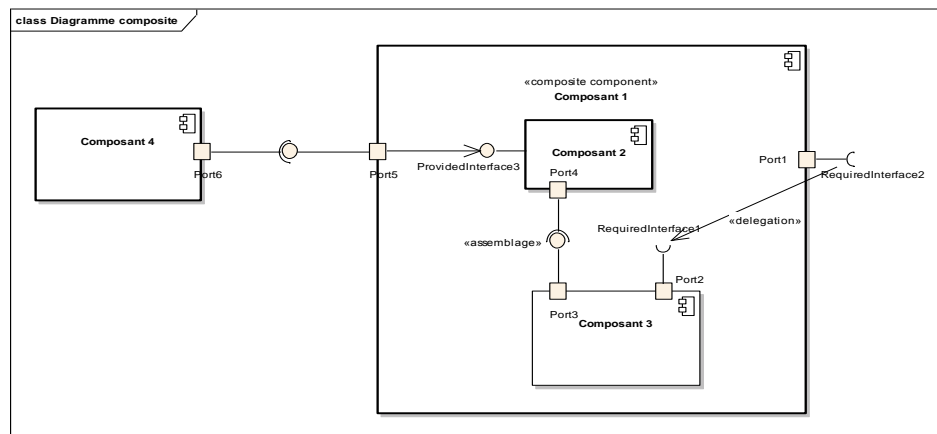 class Diagramme composite
«composite component»
Composant 1
Composant 4
Composant 2
Port1
Port6
Port5
ProvidedInterface3
Port4
RequiredInterface2
«delegation»
RequiredInterface1
«assemblage»
Port2
Port3
Composant 3